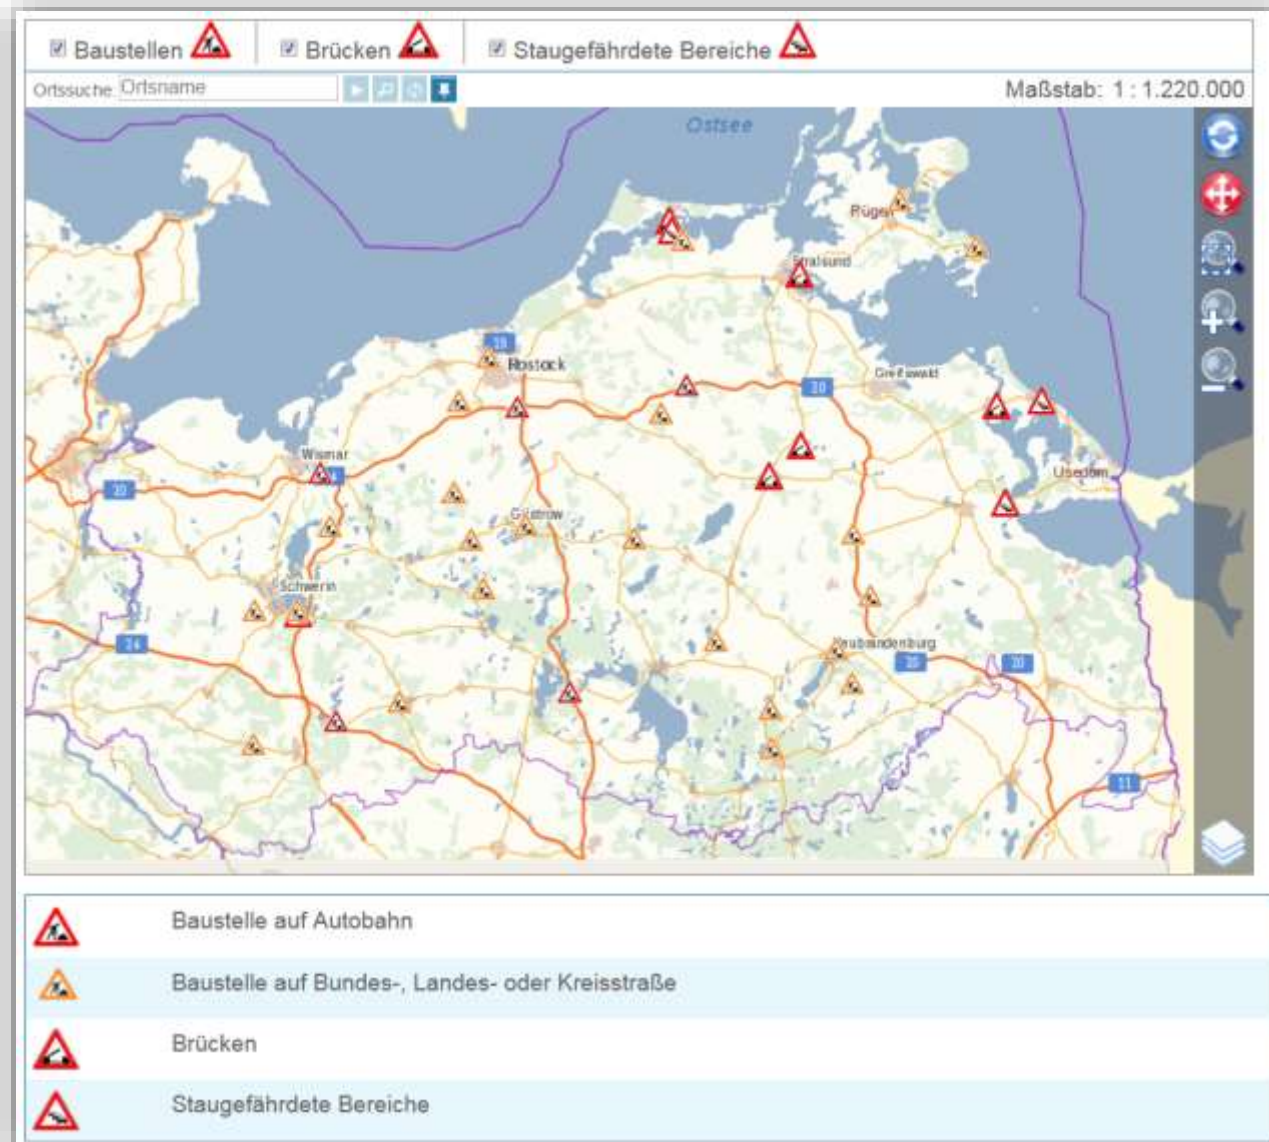 Baustellen Brücken Staugefährdete Bereiche
Ortssuche: Ortsname Maßstab: 1 : 1.220.000
Ostsee
Rügen
Stralsund
19
Rostock
Greifswald
20
Wismar
20
Usedom
Güstrow
Schwerin
24
Neubrandenburg
20
20
11
Baustelle auf Autobahn
Baustelle auf Bundes-, Landes- oder Kreisstraße
Brücken
Staugefährdete Bereiche